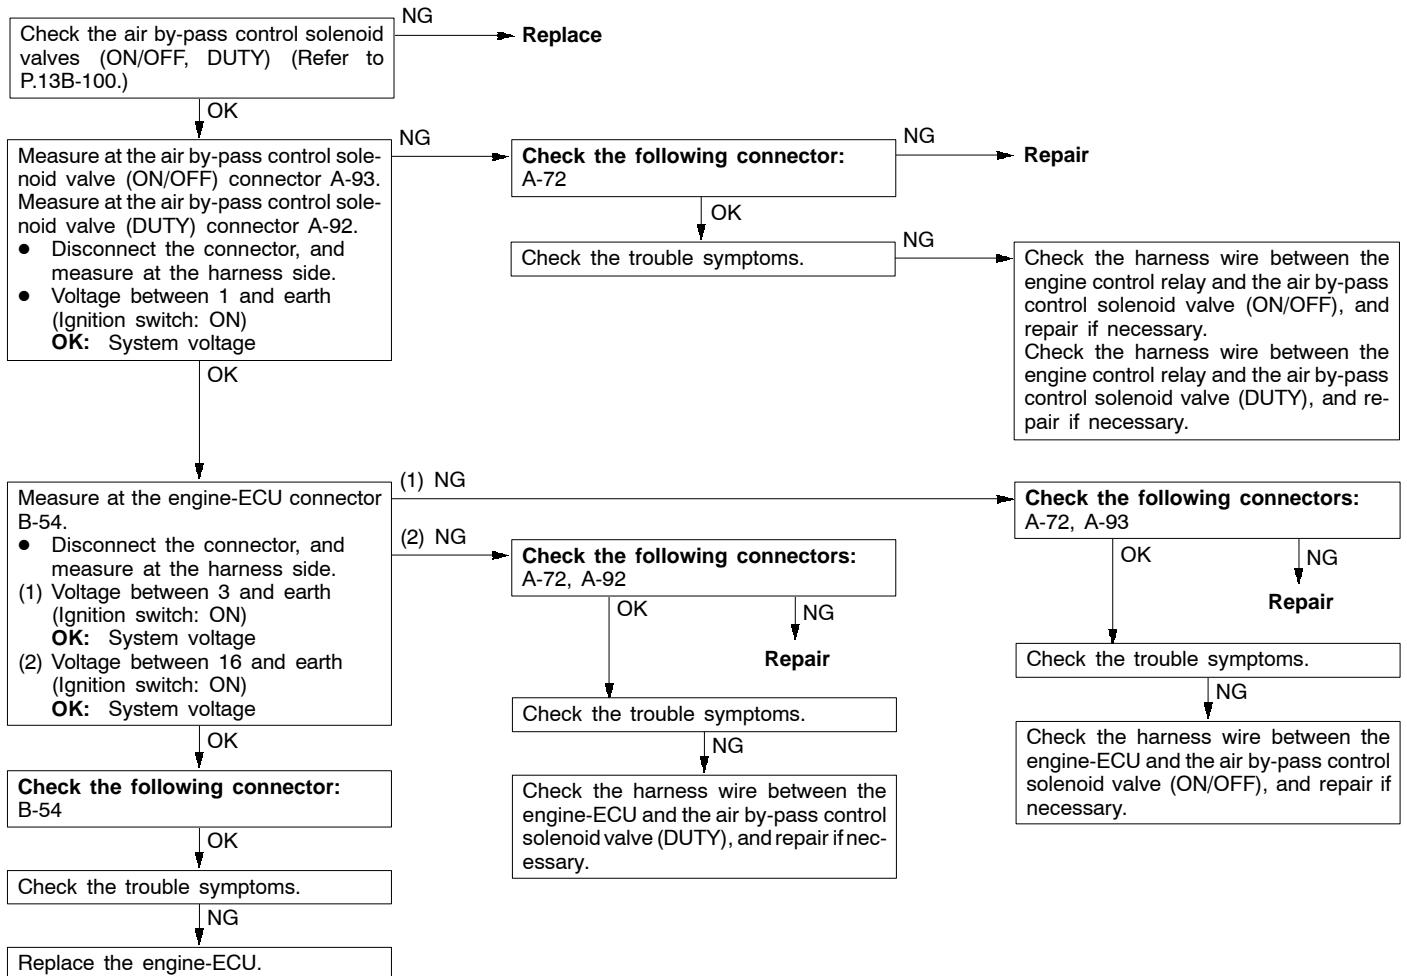 Check the air by-pass control solenoid
valves (ON/OFF, DUTY) (Refer to
P.13B-100.)
NG
Replace
OK
Measure at the air by-pass control sole-
noid valve (ON/OFF) connector A-93.
Measure at the air by-pass control sole-
noid valve (DUTY) connector A-92.
● Disconnect the connector, and
measure at the harness side.
● Voltage between 1 and earth
(Ignition switch: ON)
OK: System voltage
NG
Check the following connector:
A-72
NG
Repair
OK
Check the trouble symptoms.
NG
Check the harness wire between the
engine control relay and the air by-pass
control solenoid valve (ON/OFF), and
repair if necessary.
Check the harness wire between the
engine control relay and the air by-pass
control solenoid valve (DUTY), and re-
pair if necessary.
OK
Measure at the engine-ECU connector
B-54.
● Disconnect the connector, and
measure at the harness side.
(1) Voltage between 3 and earth
(Ignition switch: ON)
OK: System voltage
(2) Voltage between 16 and earth
(Ignition switch: ON)
OK: System voltage
(1) NG
Check the following connectors:
A-72, A-93
OK
NG
Repair
Check the trouble symptoms.
NG
Check the harness wire between the
engine-ECU and the air by-pass control
solenoid valve (ON/OFF), and repair if
necessary.
(2) NG
Check the following connectors:
A-72, A-92
OK
NG
Repair
Check the trouble symptoms.
NG
Check the harness wire between the
engine-ECU and the air by-pass control
solenoid valve (DUTY), and repair if nec-
essary.
OK
Check the following connector:
B-54
OK
Check the trouble symptoms.
NG
Replace the engine-ECU.